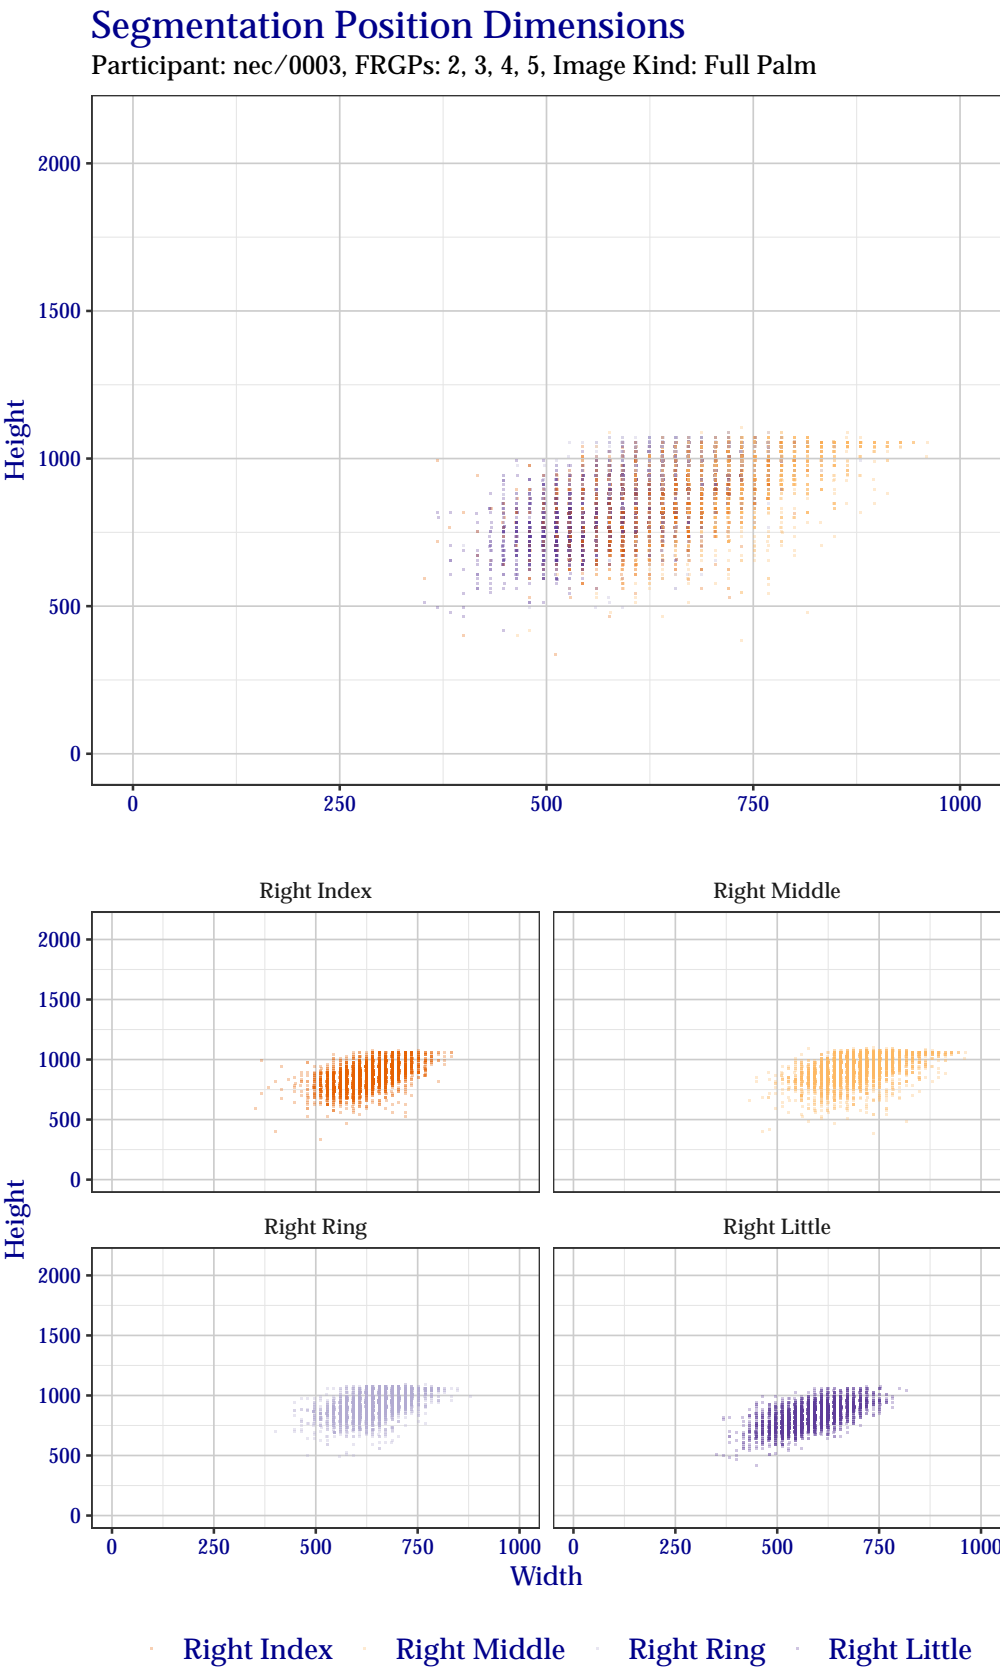 Segmentation Position Dimensions
Participant: nec/0003, FRGPs: 2, 3, 4, 5, Image Kind: Full Palm
Height
2000
1500
1000
500
0
0 250 500 750 1000
Right Index Right Middle
2000
1500
1000
500
0
Height
Right Ring Right Little
2000
1500
1000
500
0
0 250 500 750 1000 0 250 500 750 1000
Width
Right Index Right Middle Right Ring Right Little